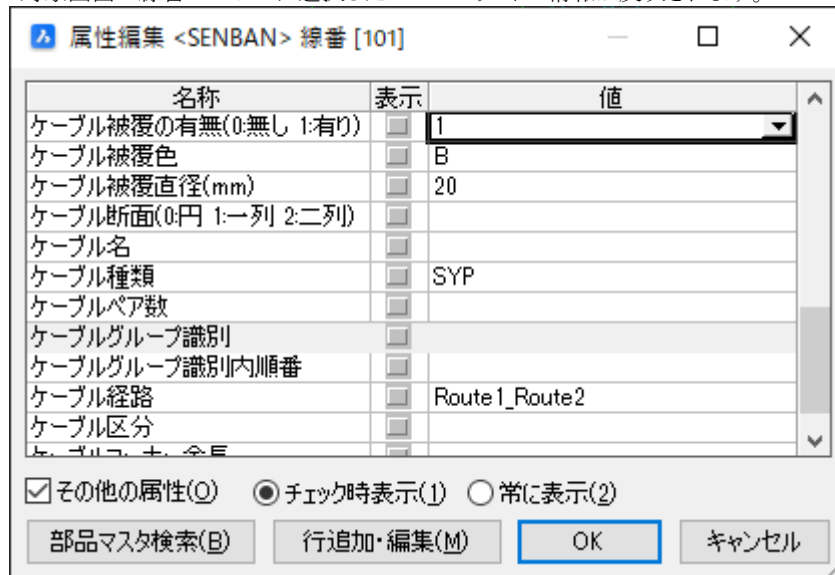 属性編集 <SENBAN> 線番 [101]
名称 表示 値
ケーブル被覆の有無(0:無し 1:有り) 1
ケーブル被覆色 B
ケーブル被覆直径(mm) 20
ケーブル断面(0:円 1:一列 2:二列)
ケーブル名
ケーブル種類 SYP
ケーブルペア数
ケーブルグループ識別
ケーブルグループ識別内順番
ケーブル経路 Route1_Route2
ケーブル区分
その他の属性(O) チェック時表示(1) 常に表示(2)
部品マスタ検索(B) 行追加・編集(M) OK キャンセル